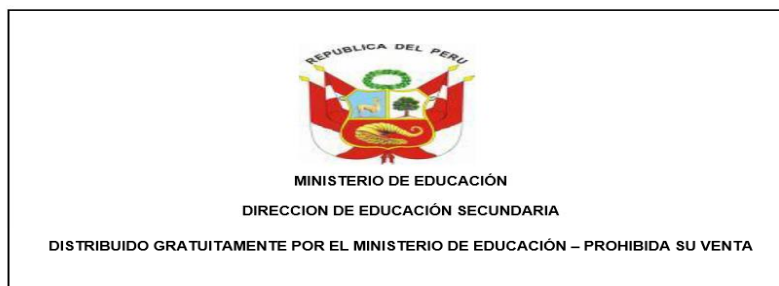 REPUBLICA DEL PERU
MINISTERIO DE EDUCACIÓN
DIRECCION DE EDUCACIÓN SECUNDARIA
DISTRIBUIDO GRATUITAMENTE POR EL MINISTERIO DE EDUCACIÓN – PROHIBIDA SU VENTA